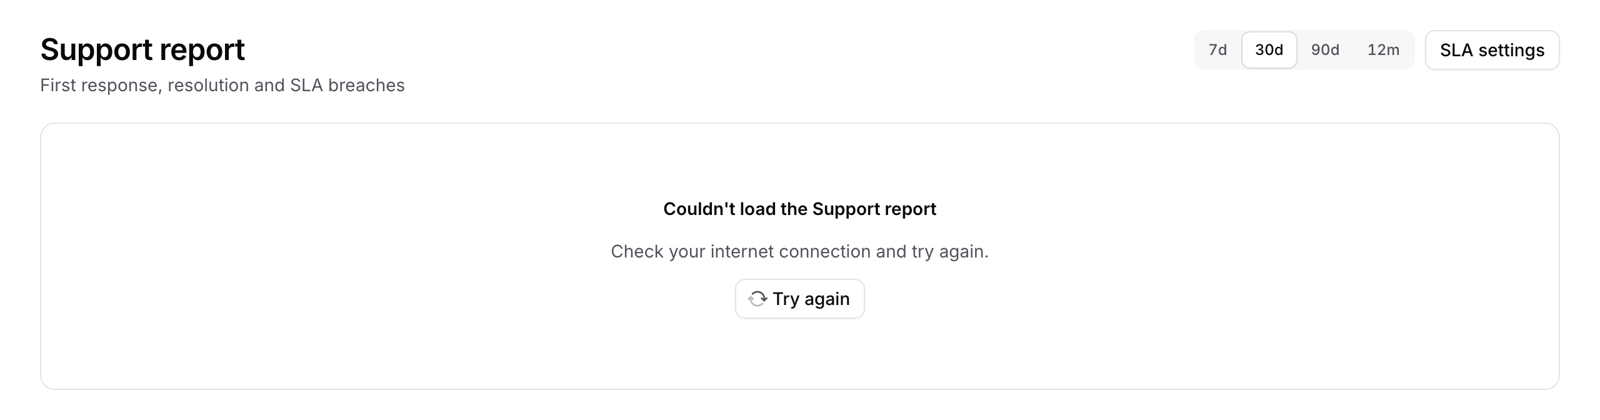 Support report
7d 30d 90d 12m SLA settings
First response, resolution and SLA breaches
Couldn't load the Support report
Check your internet connection and try again.
Try again